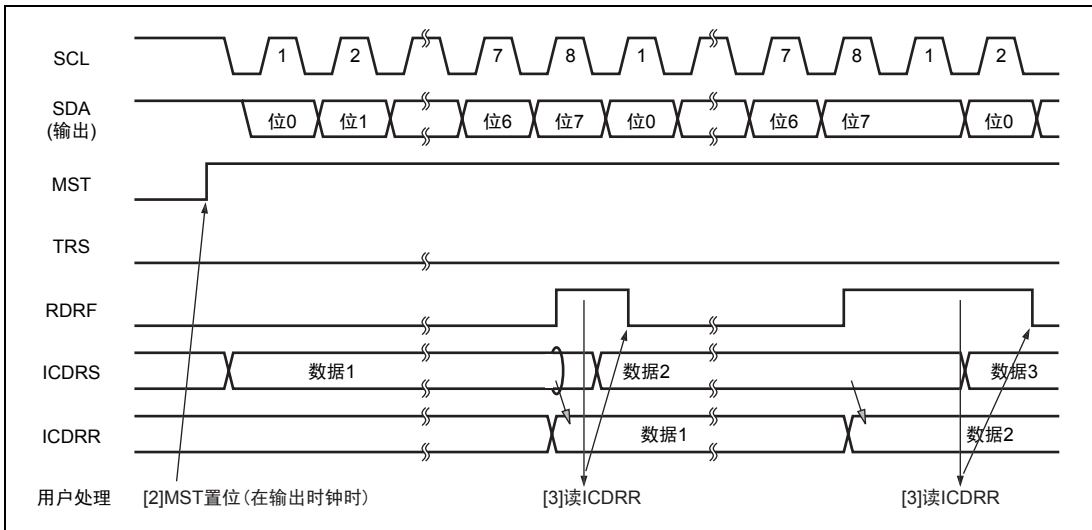 SCL 1 2 7 8 1 7 8 1 2
SDA
(输出) 位0 位1 位6 位7 位0 位6 位7 位0
MST
TRS
RDRF
ICDRS 数据1 数据2 数据3
ICDRR 数据1 数据2
用户处理 [2]MST置位(在输出时钟时) [3]读ICDRR [3]读ICDRR